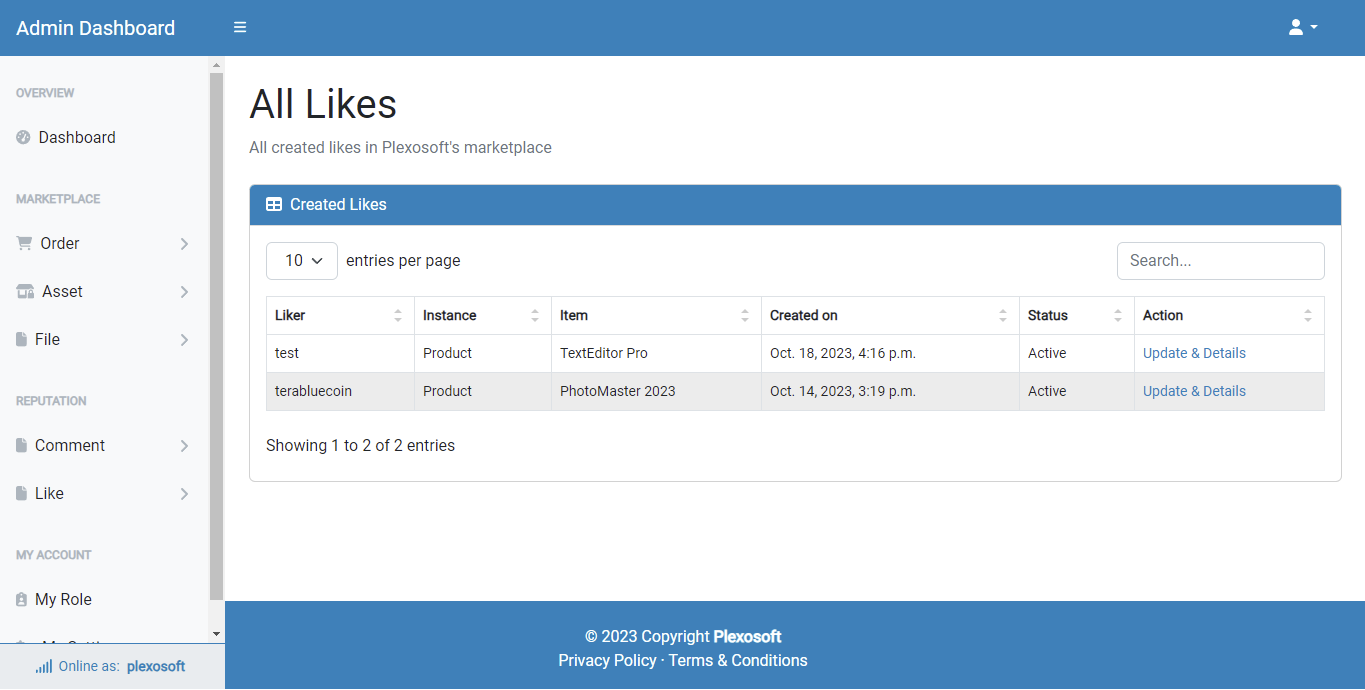 Admin Dashboard
OVERVIEW
Dashboard
MARKETPLACE
Order
Asset
File
REPUTATION
Comment
Like
MY ACCOUNT
My Role
Online as: plexosoft
All Likes
All created likes in Plexosoft's marketplace
Created Likes
10 entries per page
Search...
Liker Instance Item Created on Status Action
test Product TextEditor Pro Oct. 18, 2023, 4:16 p.m. Active Update & Details
terabluecoin Product PhotoMaster 2023 Oct. 14, 2023, 3:19 p.m. Active Update & Details
Showing 1 to 2 of 2 entries
© 2023 Copyright Plexosoft
Privacy Policy · Terms & Conditions